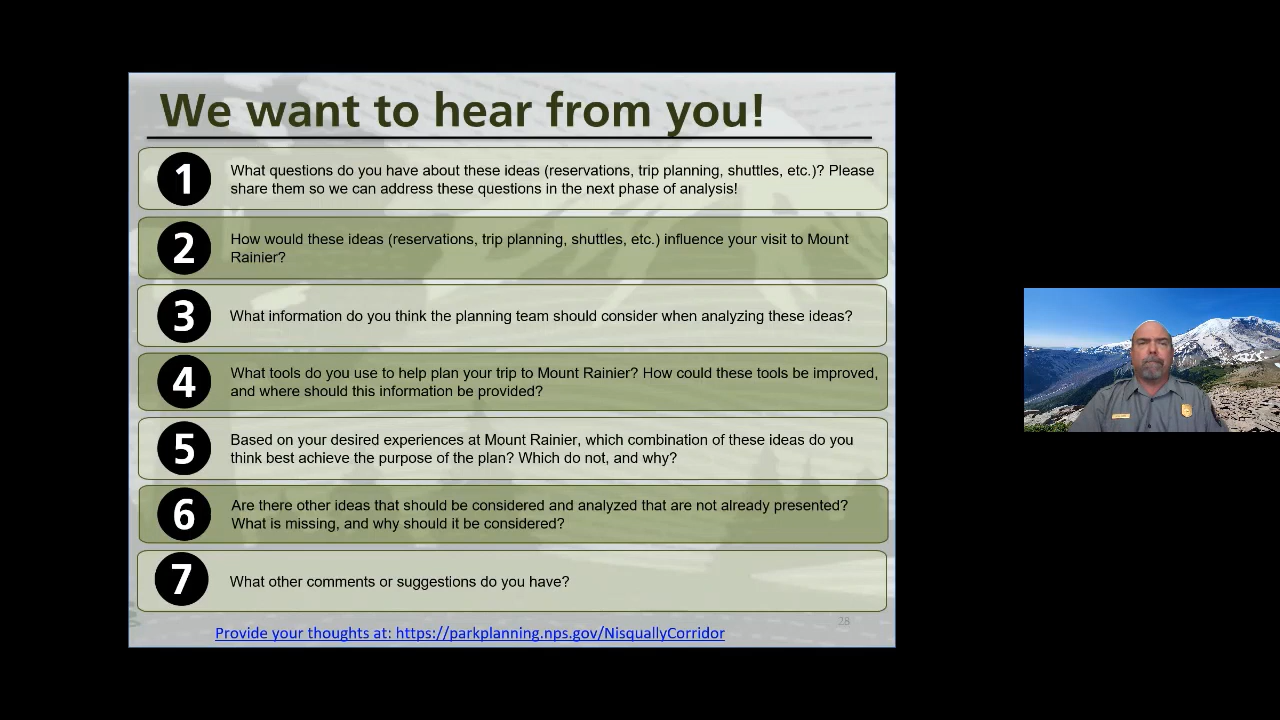 We want to hear from you!
1
What questions do you have about these ideas (reservations, trip planning, shuttles, etc.)? Please
share them so we can address these questions in the next phase of analysis!
2
How would these ideas (reservations, trip planning, shuttles, etc.) influence your visit to Mount
Rainier?
3
What information do you think the planning team should consider when analyzing these ideas?
4
What tools do you use to help plan your trip to Mount Rainier? How could these tools be improved,
and where should this information be provided?
5
Based on your desired experiences at Mount Rainier, which combination of these ideas do you
think best achieve the purpose of the plan? Which do not, and why?
6
Are there other ideas that should be considered and analyzed that are not already presented?
What is missing, and why should it be considered?
7
What other comments or suggestions do you have?
28
Provide your thoughts at: https://parkplanning.nps.gov/NisquallyCorridor